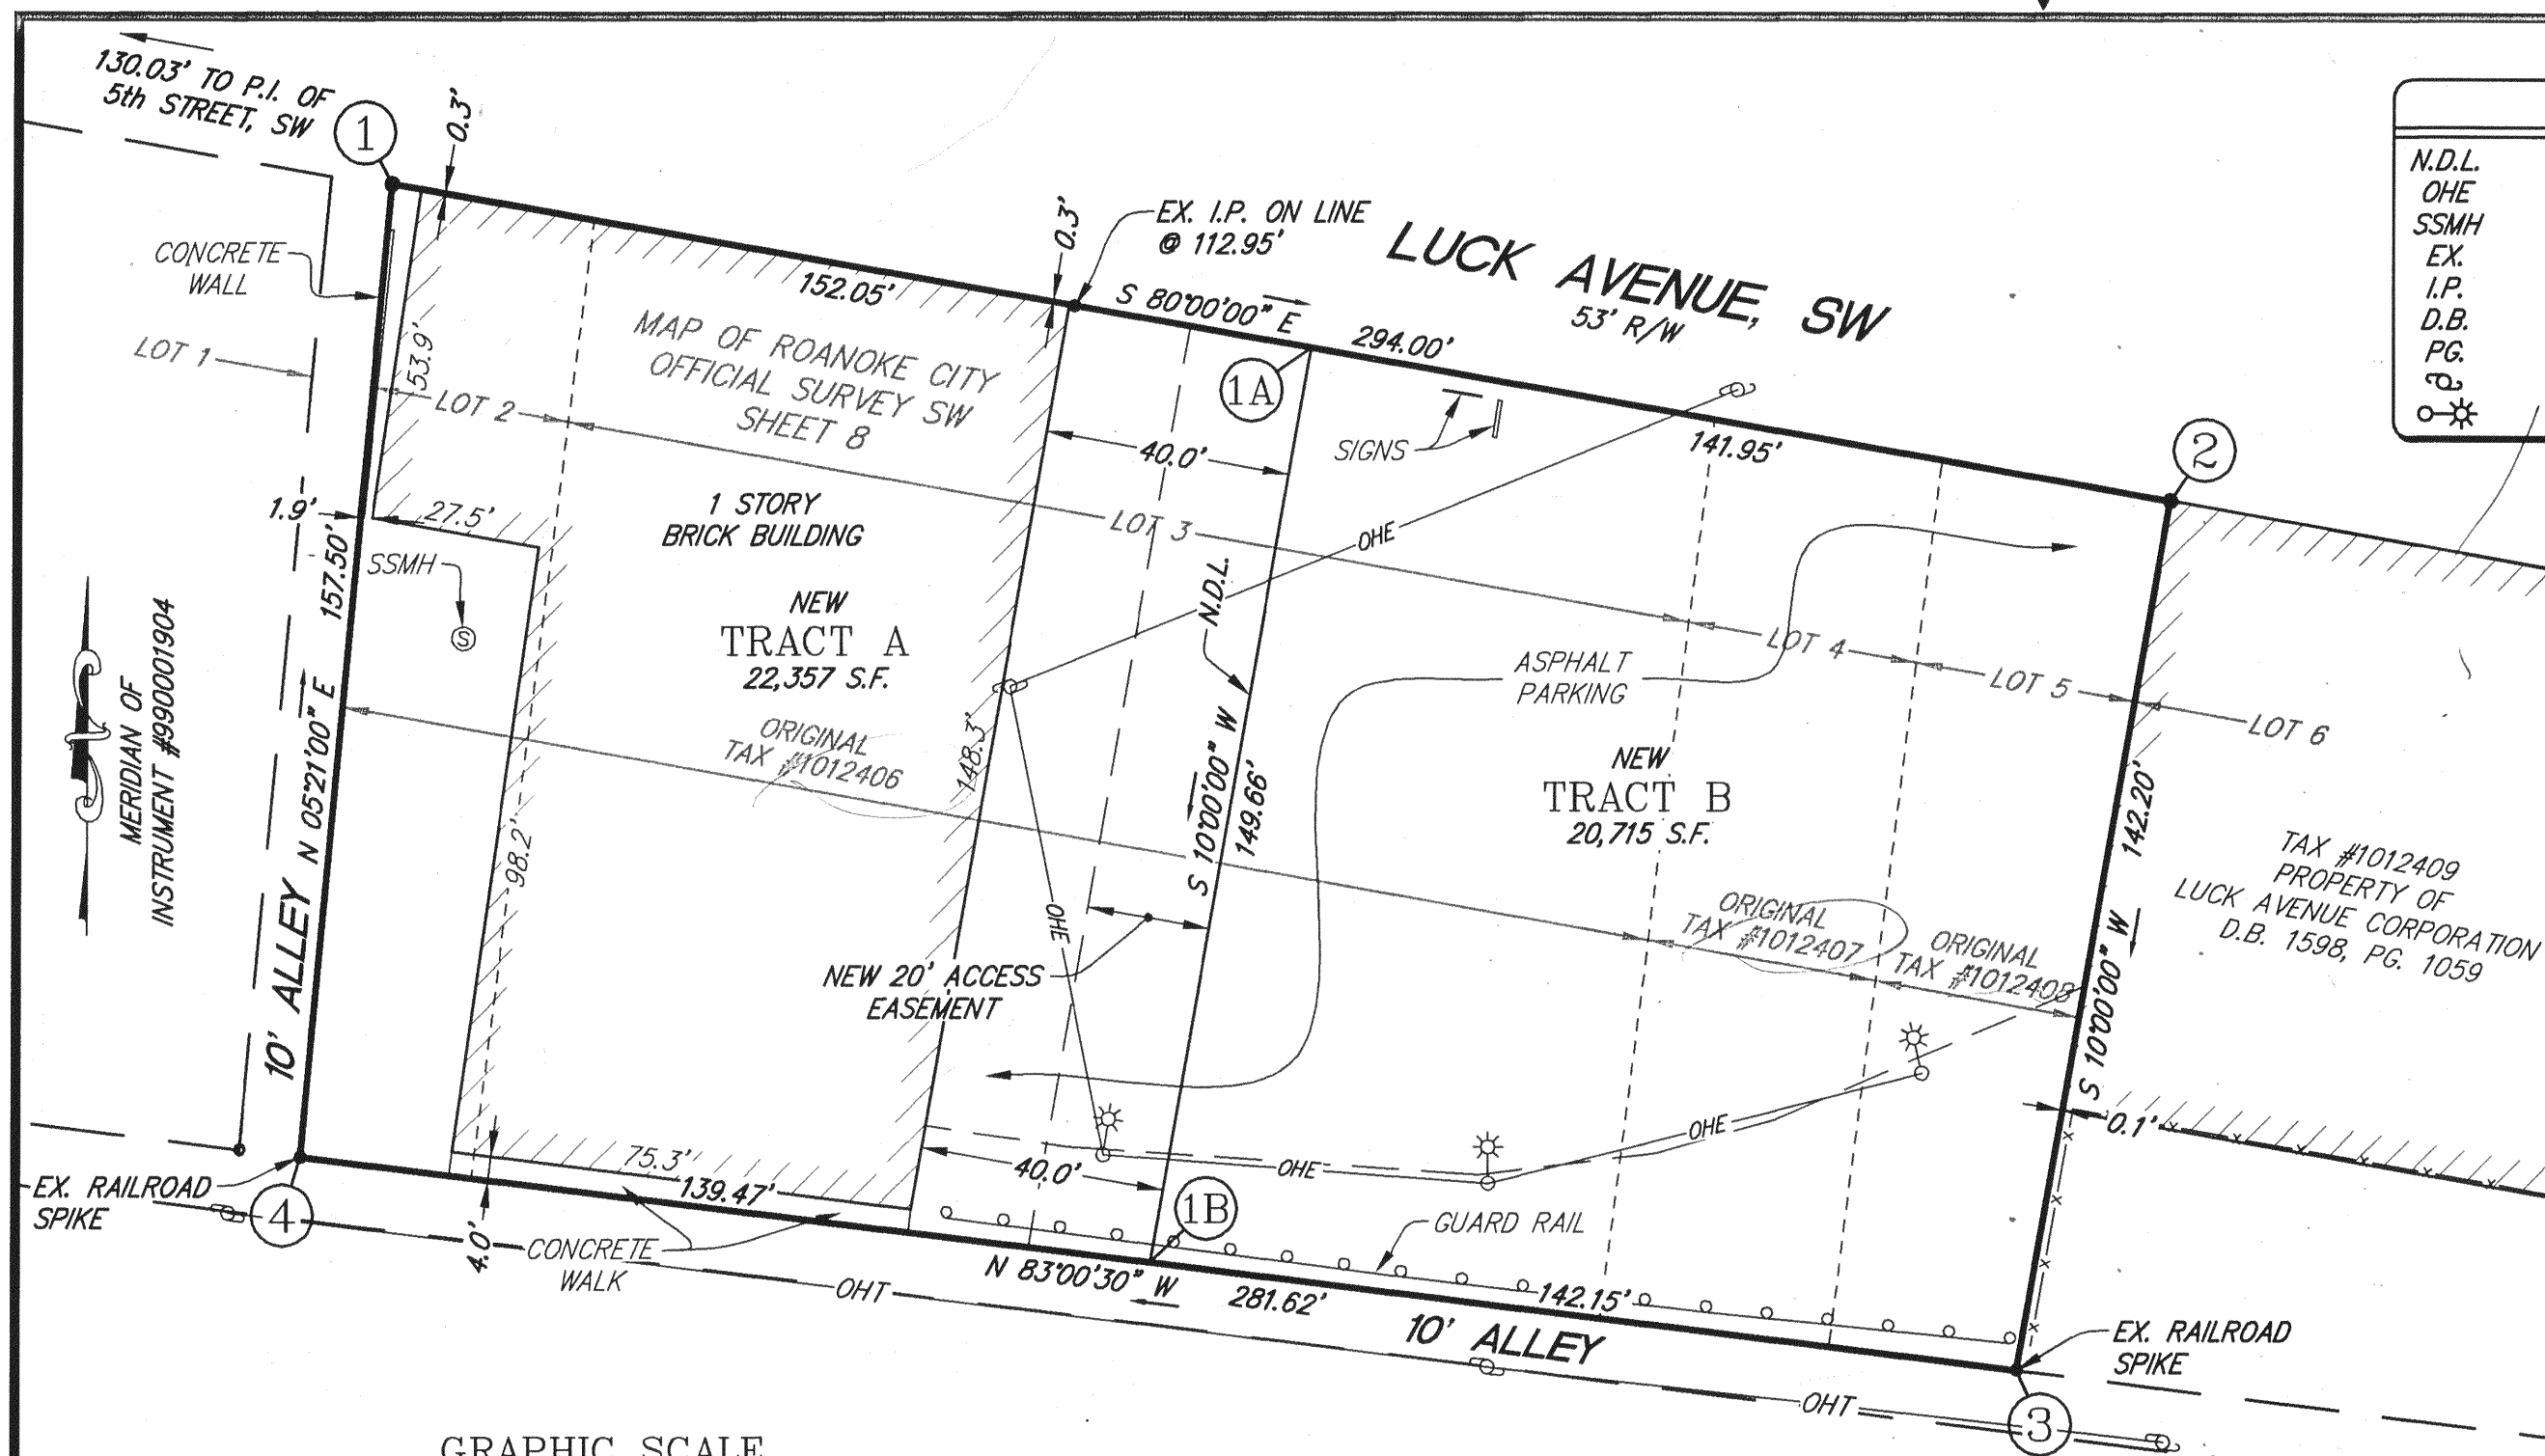 130.03' TO P.I. OF
5th STREET, SW
1
0.3'
CONCRETE
WALL
LOT 1
53.9'
LOT 2
152.05'
MAP OF ROANOKE CITY
OFFICIAL SURVEY SW
SHEET 8
0.3'
EX. I.P. ON LINE
@ 112.95'
S 80°00'00" E
294.00'
LUCK AVENUE, SW
53' R/W
1A
40.0'
SIGNS
141.95'
2
N.D.L.
OHE
SSMH
EX.
I.P.
D.B.
PG.
1.9'
27.5'
SSMH
1 STORY
BRICK BUILDING
LOT 3
OHE
N.D.L.
NEW
TRACT A
22,357 S.F.
ORIGINAL
TAX #1012406
148.3'
98.2'
S 10°00'00" W
149.66'
ASPHALT
PARKING
LOT 4
LOT 5
LOT 6
NEW
TRACT B
20,715 S.F.
ORIGINAL
TAX #1012407
ORIGINAL
TAX #1012408
142.20'
S 10°00'00" W
TAX #1012409
PROPERTY OF
LUCK AVENUE CORPORATION
D.B. 1598, PG. 1059
MERIDIAN OF
INSTRUMENT #990001904
10' ALLEY
N 05°21'00" E
157.50'
OHE
NEW 20' ACCESS
EASEMENT
OHE
OHE
0.1'
EX. RAILROAD
SPIKE
4
75.3'
139.47'
4.0'
CONCRETE
WALK
40.0'
1B
GUARD RAIL
N 83°00'30" W
281.62'
142.15'
OHT
10' ALLEY
OHT
EX. RAILROAD
SPIKE
3
S
GRAPHIC SCALE